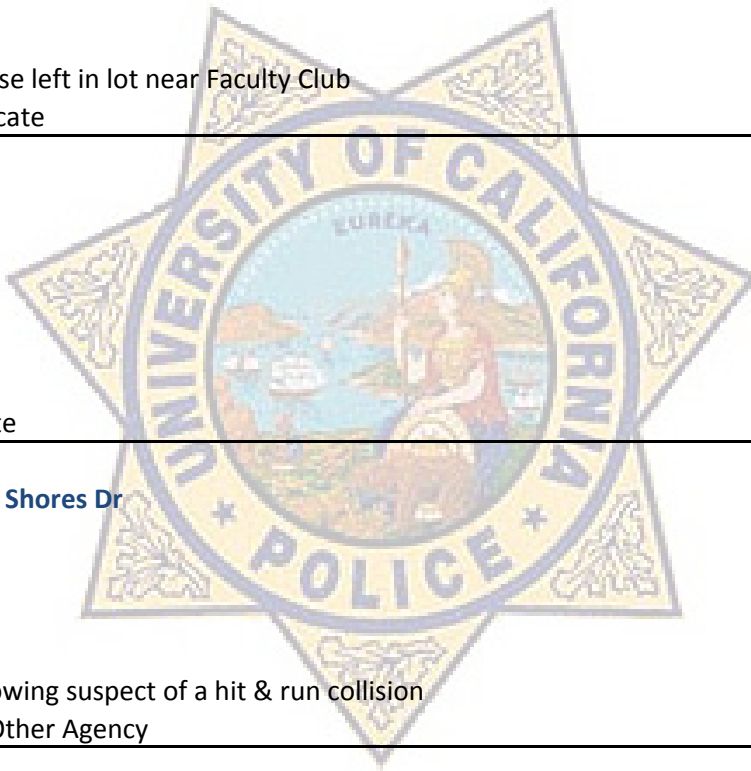 se left in lot near Faculty Club
cate
UNIVERSITY OF CALIFORNIA
EUREKA
te
Shores Dr
POLICE
owing suspect of a hit & run collision
Other Agency